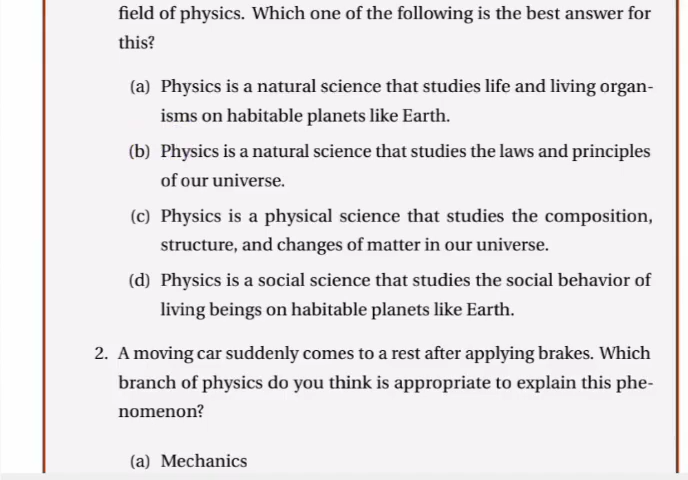 field of physics. Which one of the following is the best answer for
this?
(a) Physics is a natural science that studies life and living organ-
isms on habitable planets like Earth.
(b) Physics is a natural science that studies the laws and principles
of our universe.
(c) Physics is a physical science that studies the composition,
structure, and changes of matter in our universe.
(d) Physics is a social science that studies the social behavior of
living beings on habitable planets like Earth.
2. A moving car suddenly comes to a rest after applying brakes. Which
branch of physics do you think is appropriate to explain this phe-
nomenon?
(a) Mechanics